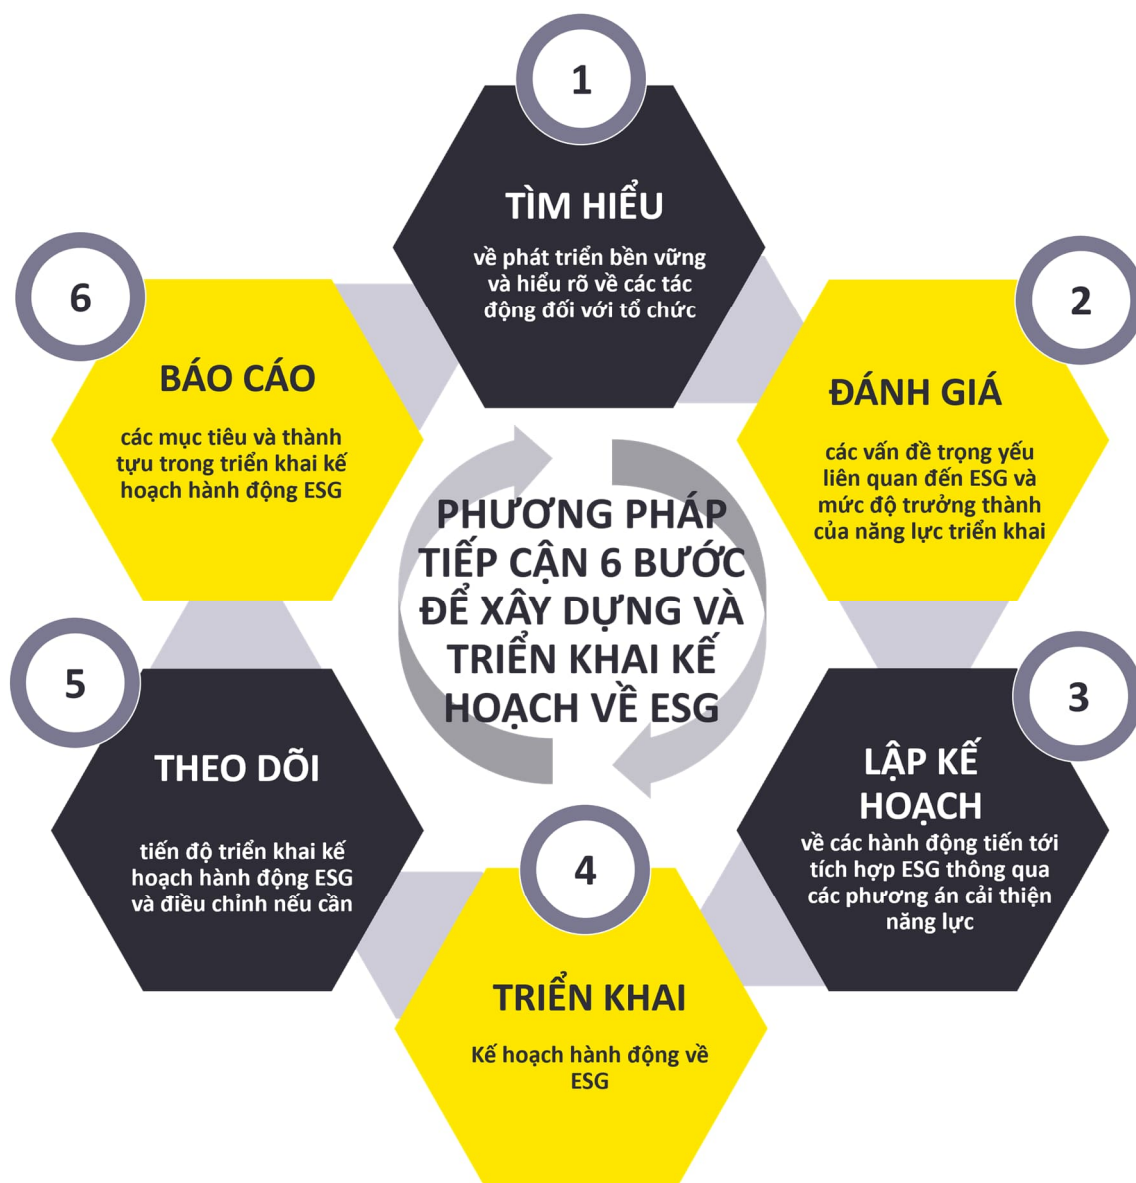 1
TÌM HIỂU
về phát triển bền vững
và hiểu rõ về các tác
động đối với tổ chức
2
ĐÁNH GIÁ
các vấn đề trọng yếu
liên quan đến ESG và
mức độ trưởng thành
của năng lực triển khai
3
LẬP KẾ
HOẠCH
về các hành động tiến tới
tích hợp ESG thông qua
các phương án cải thiện
năng lực
4
TRIỂN KHAI
Kế hoạch hành động về
ESG
5
THEO DÕI
tiến độ triển khai kế
hoạch hành động ESG
và điều chỉnh nếu cần
6
BÁO CÁO
các mục tiêu và thành
tựu trong triển khai kế
hoạch hành động ESG
PHƯƠNG PHÁP
TIẾP CẬN 6 BƯỚC
ĐỂ XÂY DỰNG VÀ
TRIỂN KHAI KẾ
HOẠCH VỀ ESG